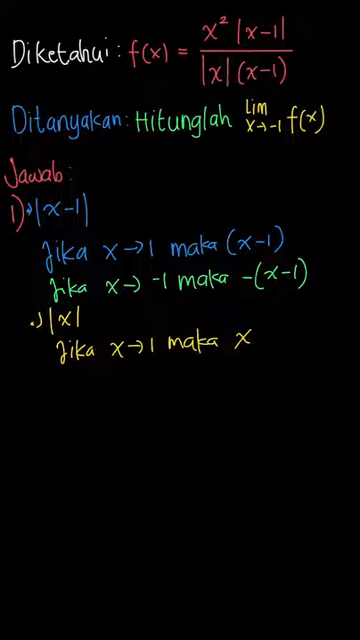 Diketahui: f(x) = x² |x-1| / |x| (x-1)
Ditanyakan: Hitunglah Lim x→-1 f(x)
Jawab:
1) •) |x-1|
Jika x→1 maka (x-1)
Jika x→ -1 maka -(x-1)
•) |x|
Jika x→1 maka x